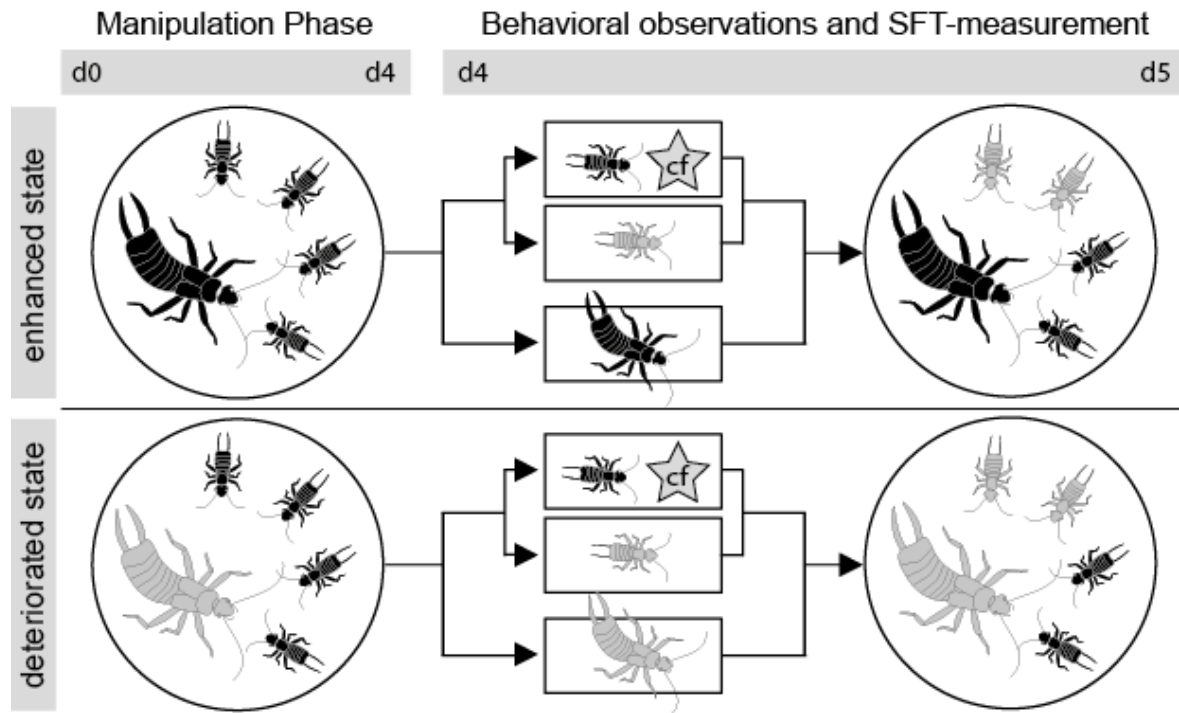 Manipulation Phase
Behavioral observations and SFT-measurement
d0
d4
d4
d5
enhanced state
cf
deteriorated state
cf